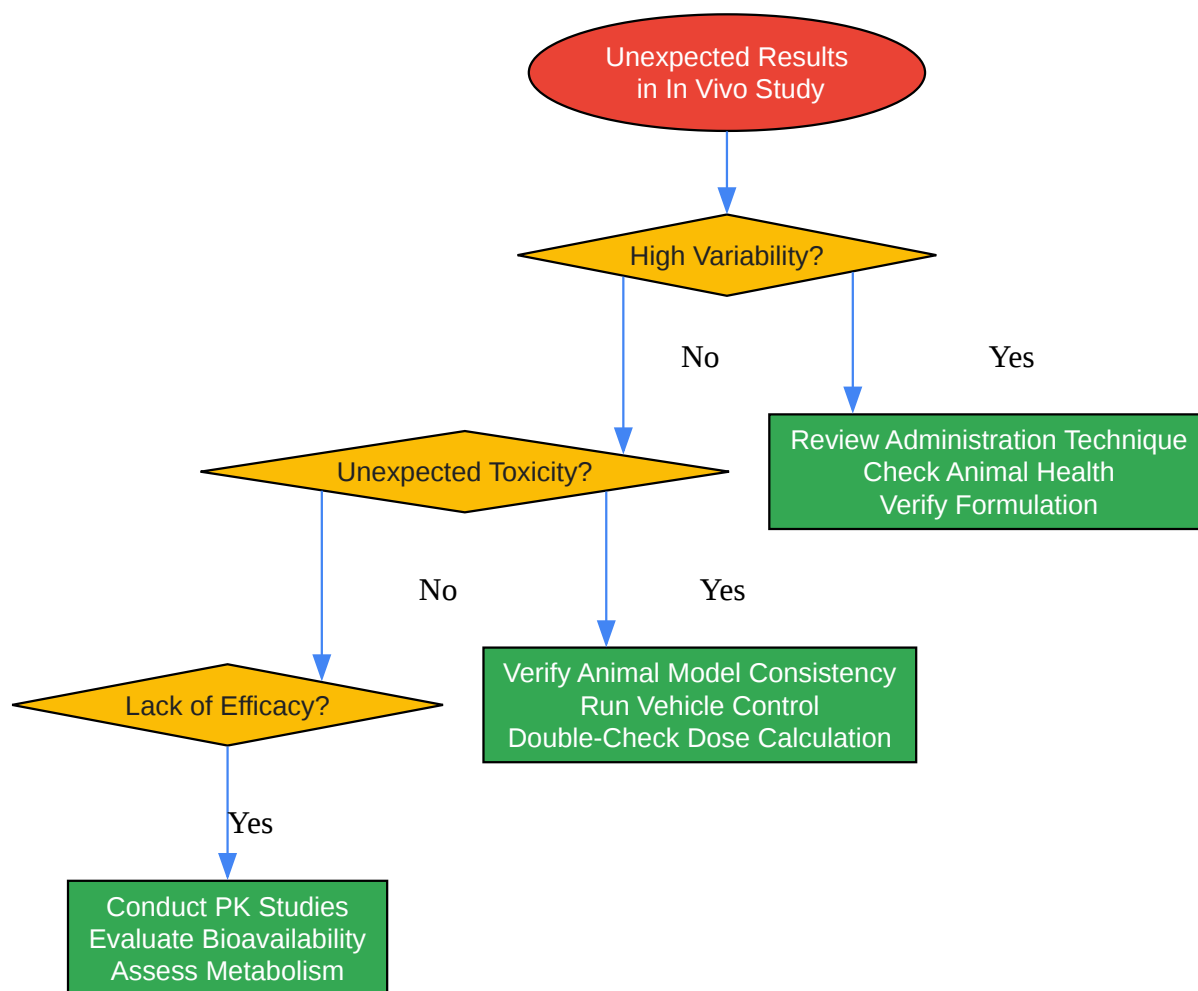 Unexpected Results
in In Vivo Study
High Variability?
No
Yes
Review Administration Technique
Check Animal Health
Verify Formulation
Unexpected Toxicity?
No
Yes
Verify Animal Model Consistency
Run Vehicle Control
Double-Check Dose Calculation
Lack of Efficacy?
Yes
Conduct PK Studies
Evaluate Bioavailability
Assess Metabolism